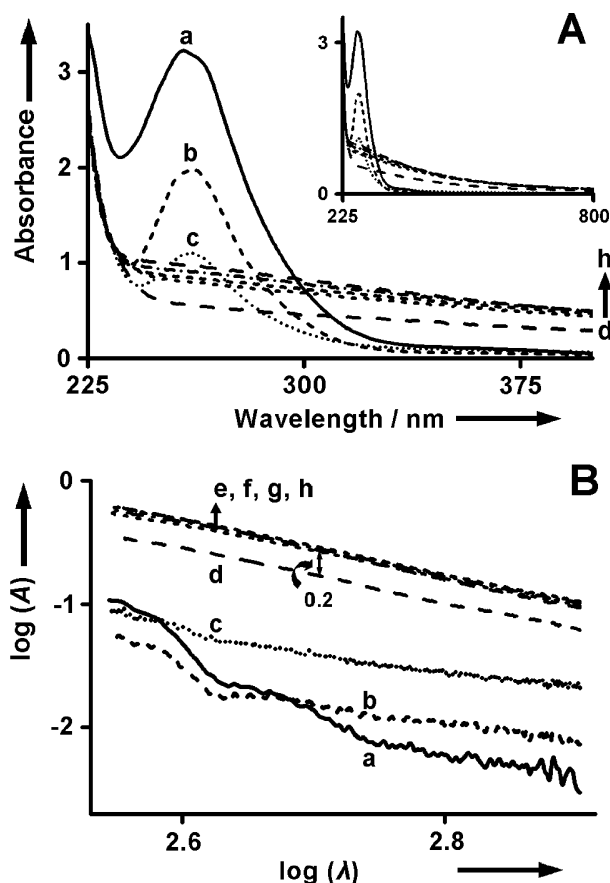 A
a
b
c
h
d
Absorbance
3
2
1
0
225
300
375
Wavelength / nm
3
0
225
800
B
e, f, g, h
d
0.2
c
b
a
log (A)
0
-1
-2
2.6
2.8
log (λ)